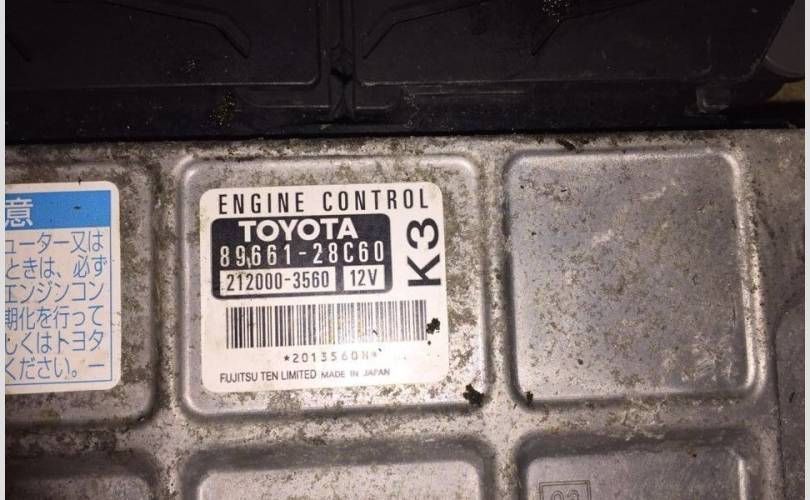 意
ューター又は
ときは、必ず
エンジンコン
期化を行って
しくはトヨタ
ください。ー
ENGINE CONTROL
TOYOTA
89661-28C60
212000-3560 12V
K3
*2013560N*
FUJITSU TEN LIMITED MADE IN JAPAN